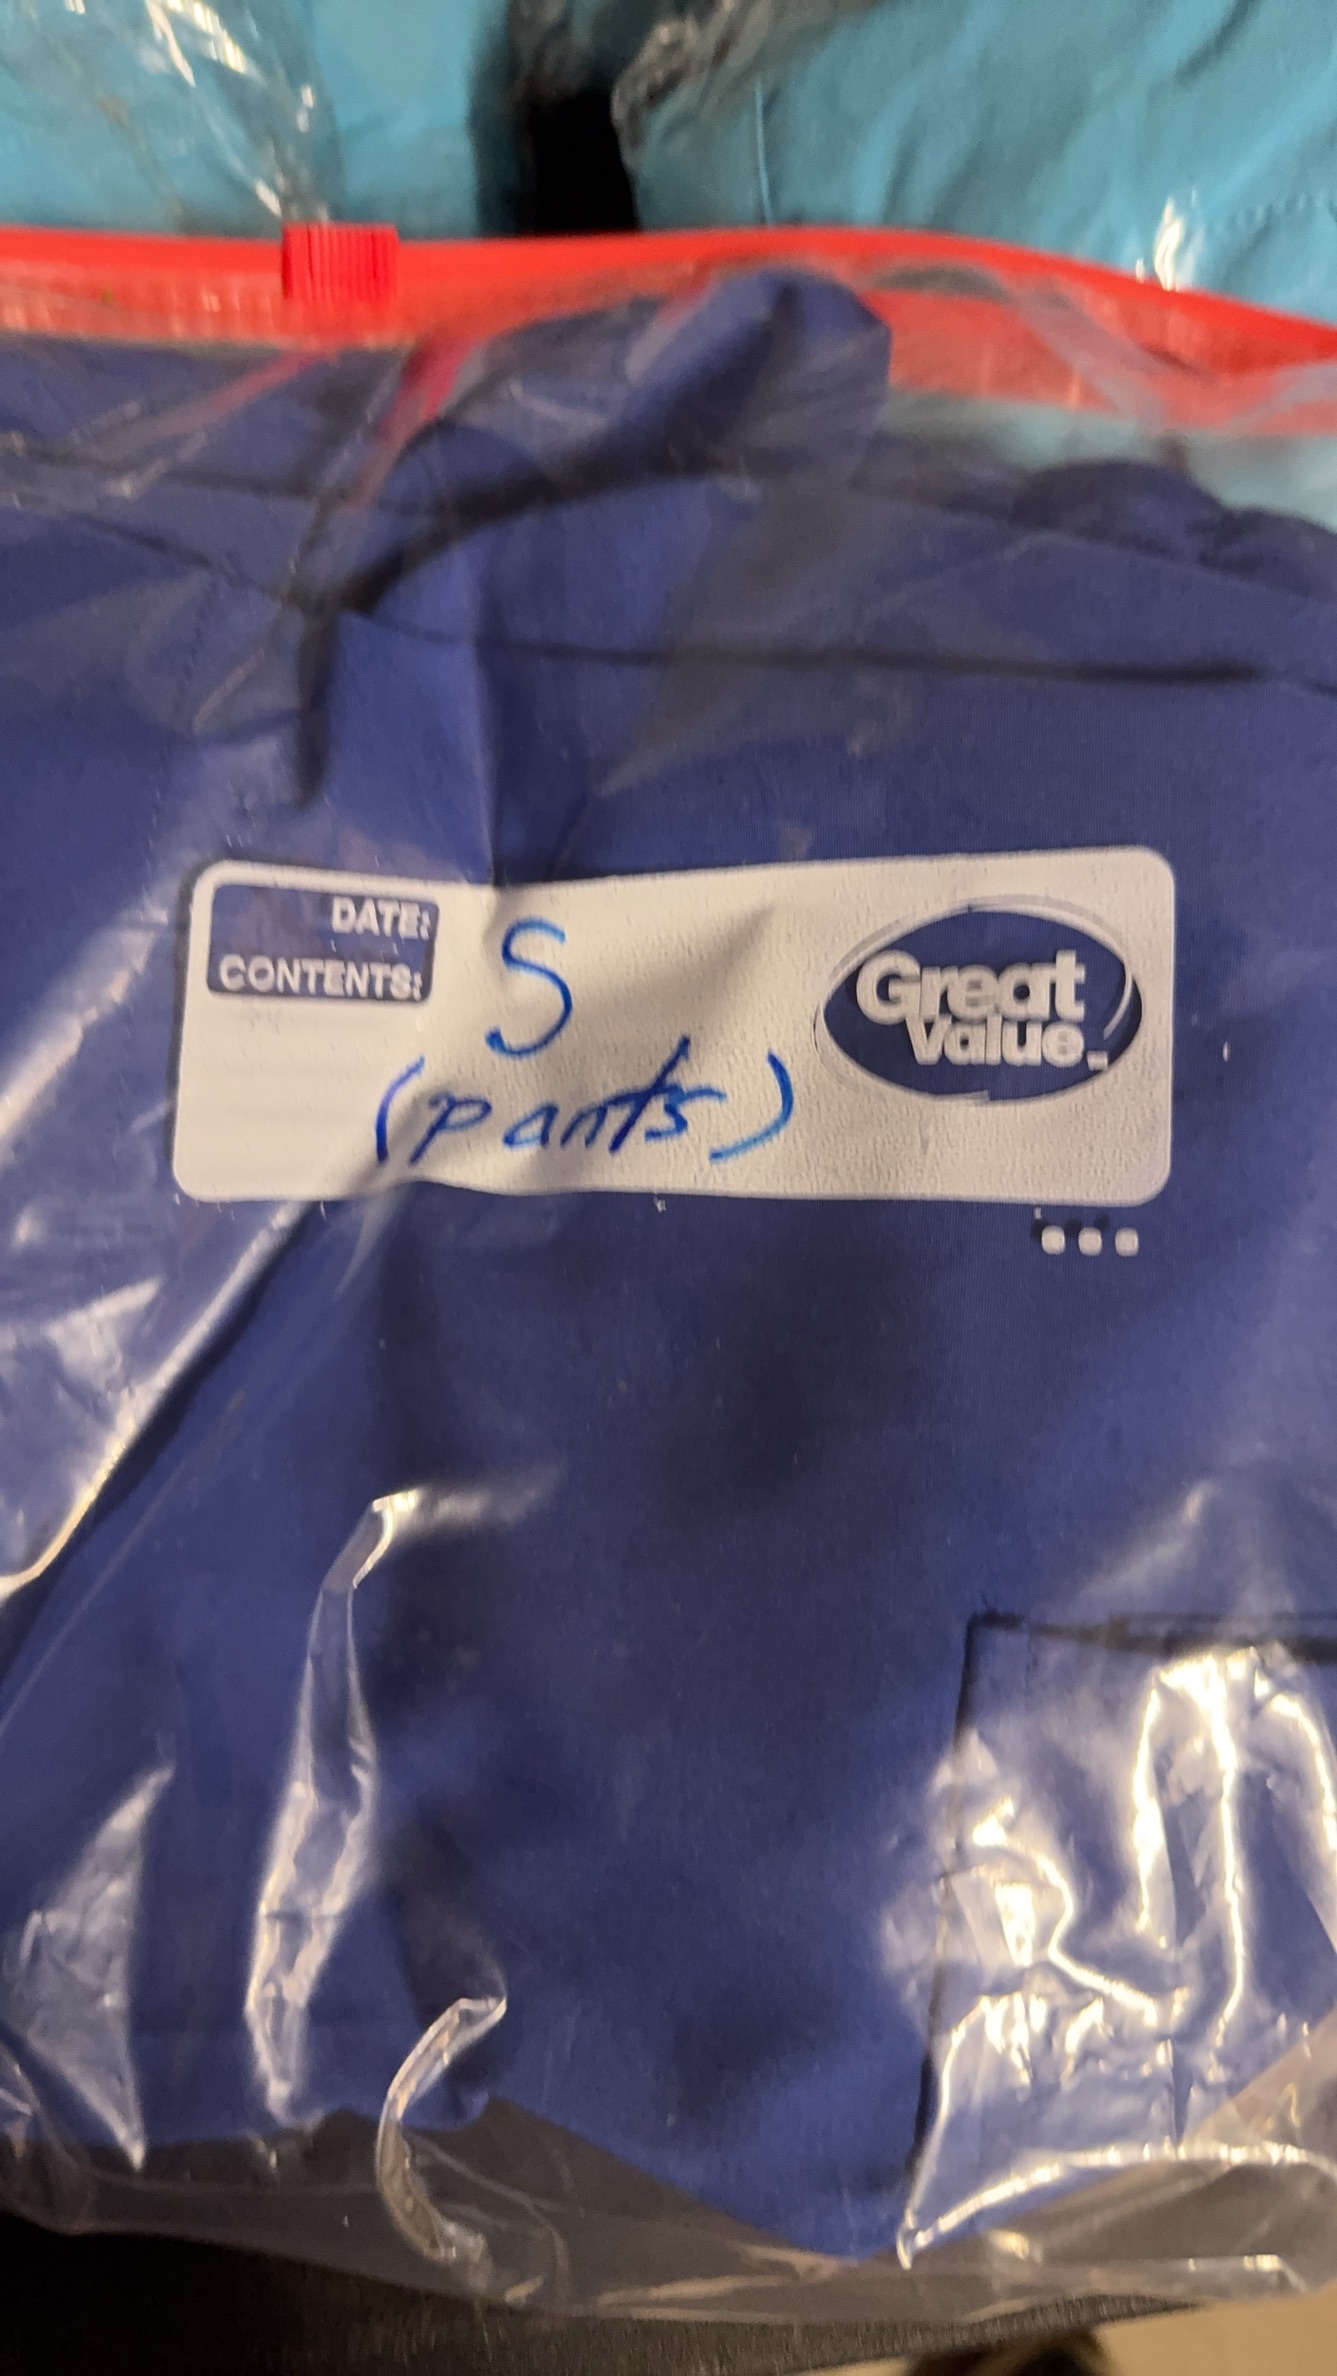 DATE:
CONTENTS:
S
(pants)
Great
Value.